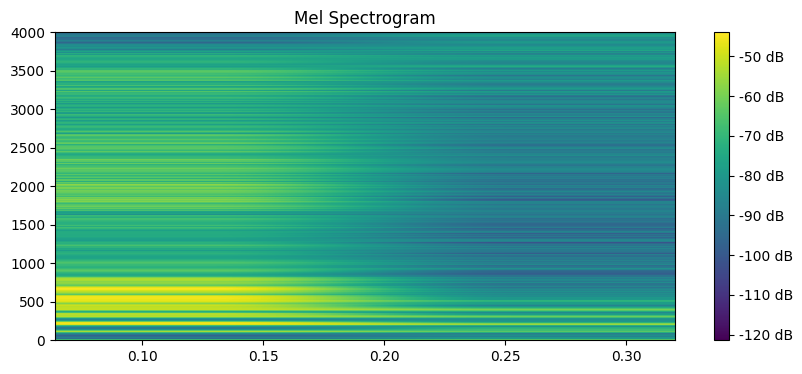 Mel Spectrogram
4000
3500
3000
2500
2000
1500
1000
500
0
0.10 0.15 0.20 0.25 0.30
-50 dB
-60 dB
-70 dB
-80 dB
-90 dB
-100 dB
-110 dB
-120 dB